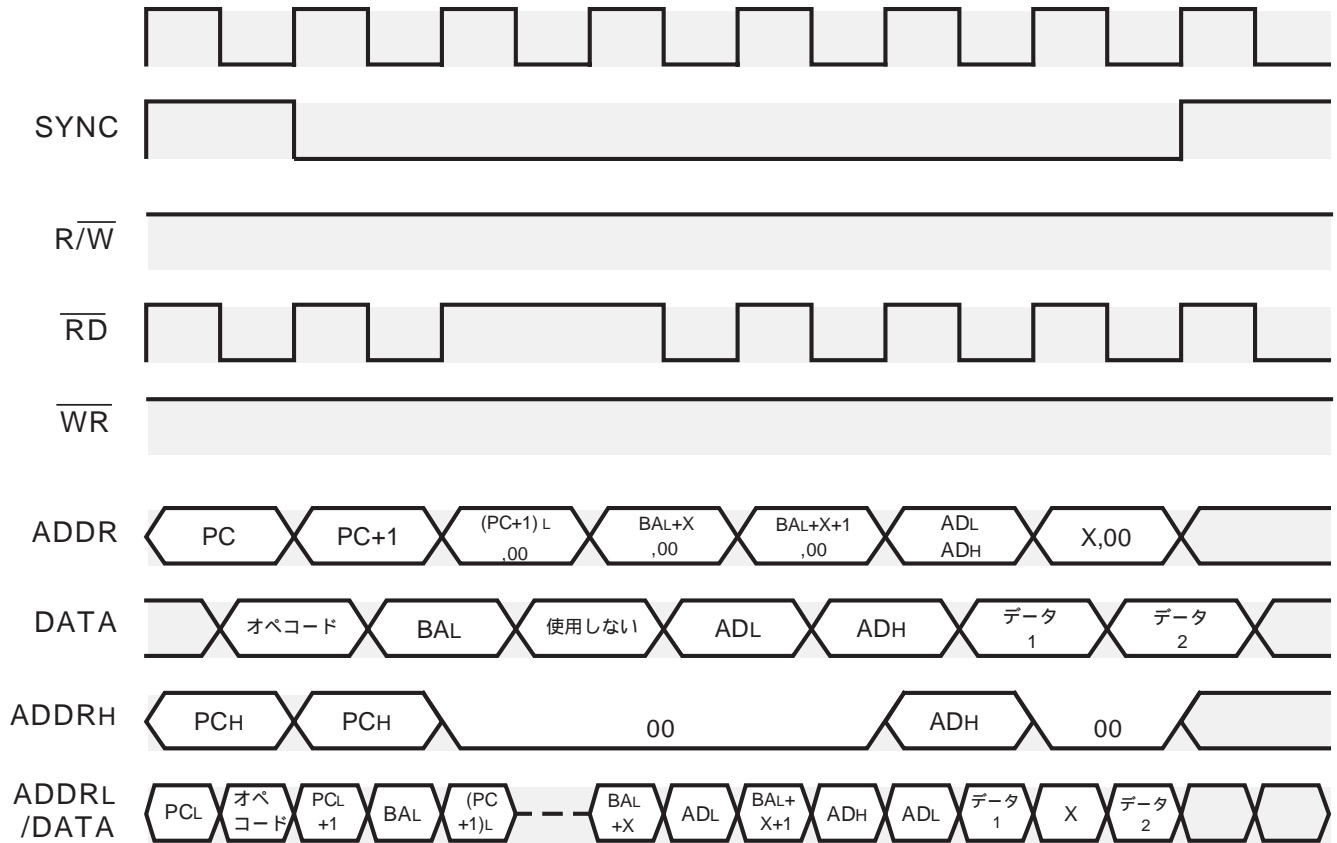 SYNC
R/W
RD
WR
ADDR
PC
PC+1
(PC+1)L
,00
BAL+X
,00
BAL+X+1
,00
ADL
ADH
X,00
DATA
オペコード
BAL
使用しない
ADL
ADH
データ
1
データ
2
ADDRH
PCH
PCH
00
ADH
00
ADDRL
/DATA
PCL
オペ
コード
PCL
+1
BAL
(PC
+1)L
BAL
+X
ADL
BAL+
X+1
ADH
ADL
データ
1
X
データ
2